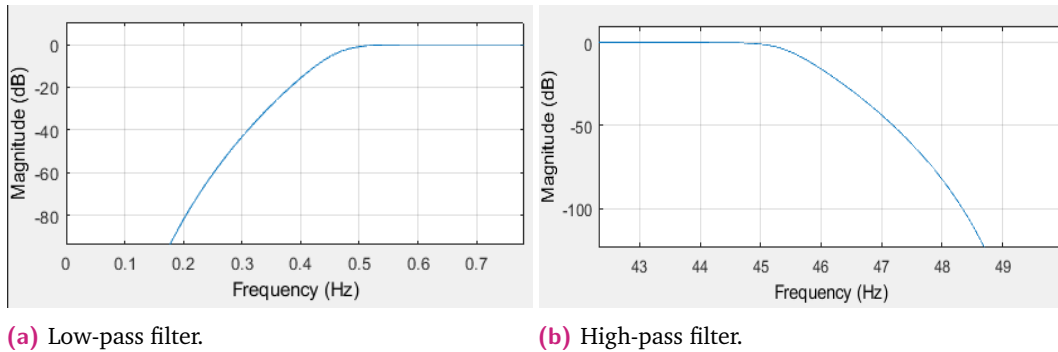 0
-20
-40
-60
-80
Magnitude (dB)
0 0.1 0.2 0.3 0.4 0.5 0.6 0.7
Frequency (Hz)
(a) Low-pass filter.
0
-50
-100
Magnitude (dB)
43 44 45 46 47 48 49
Frequency (Hz)
(b) High-pass filter.